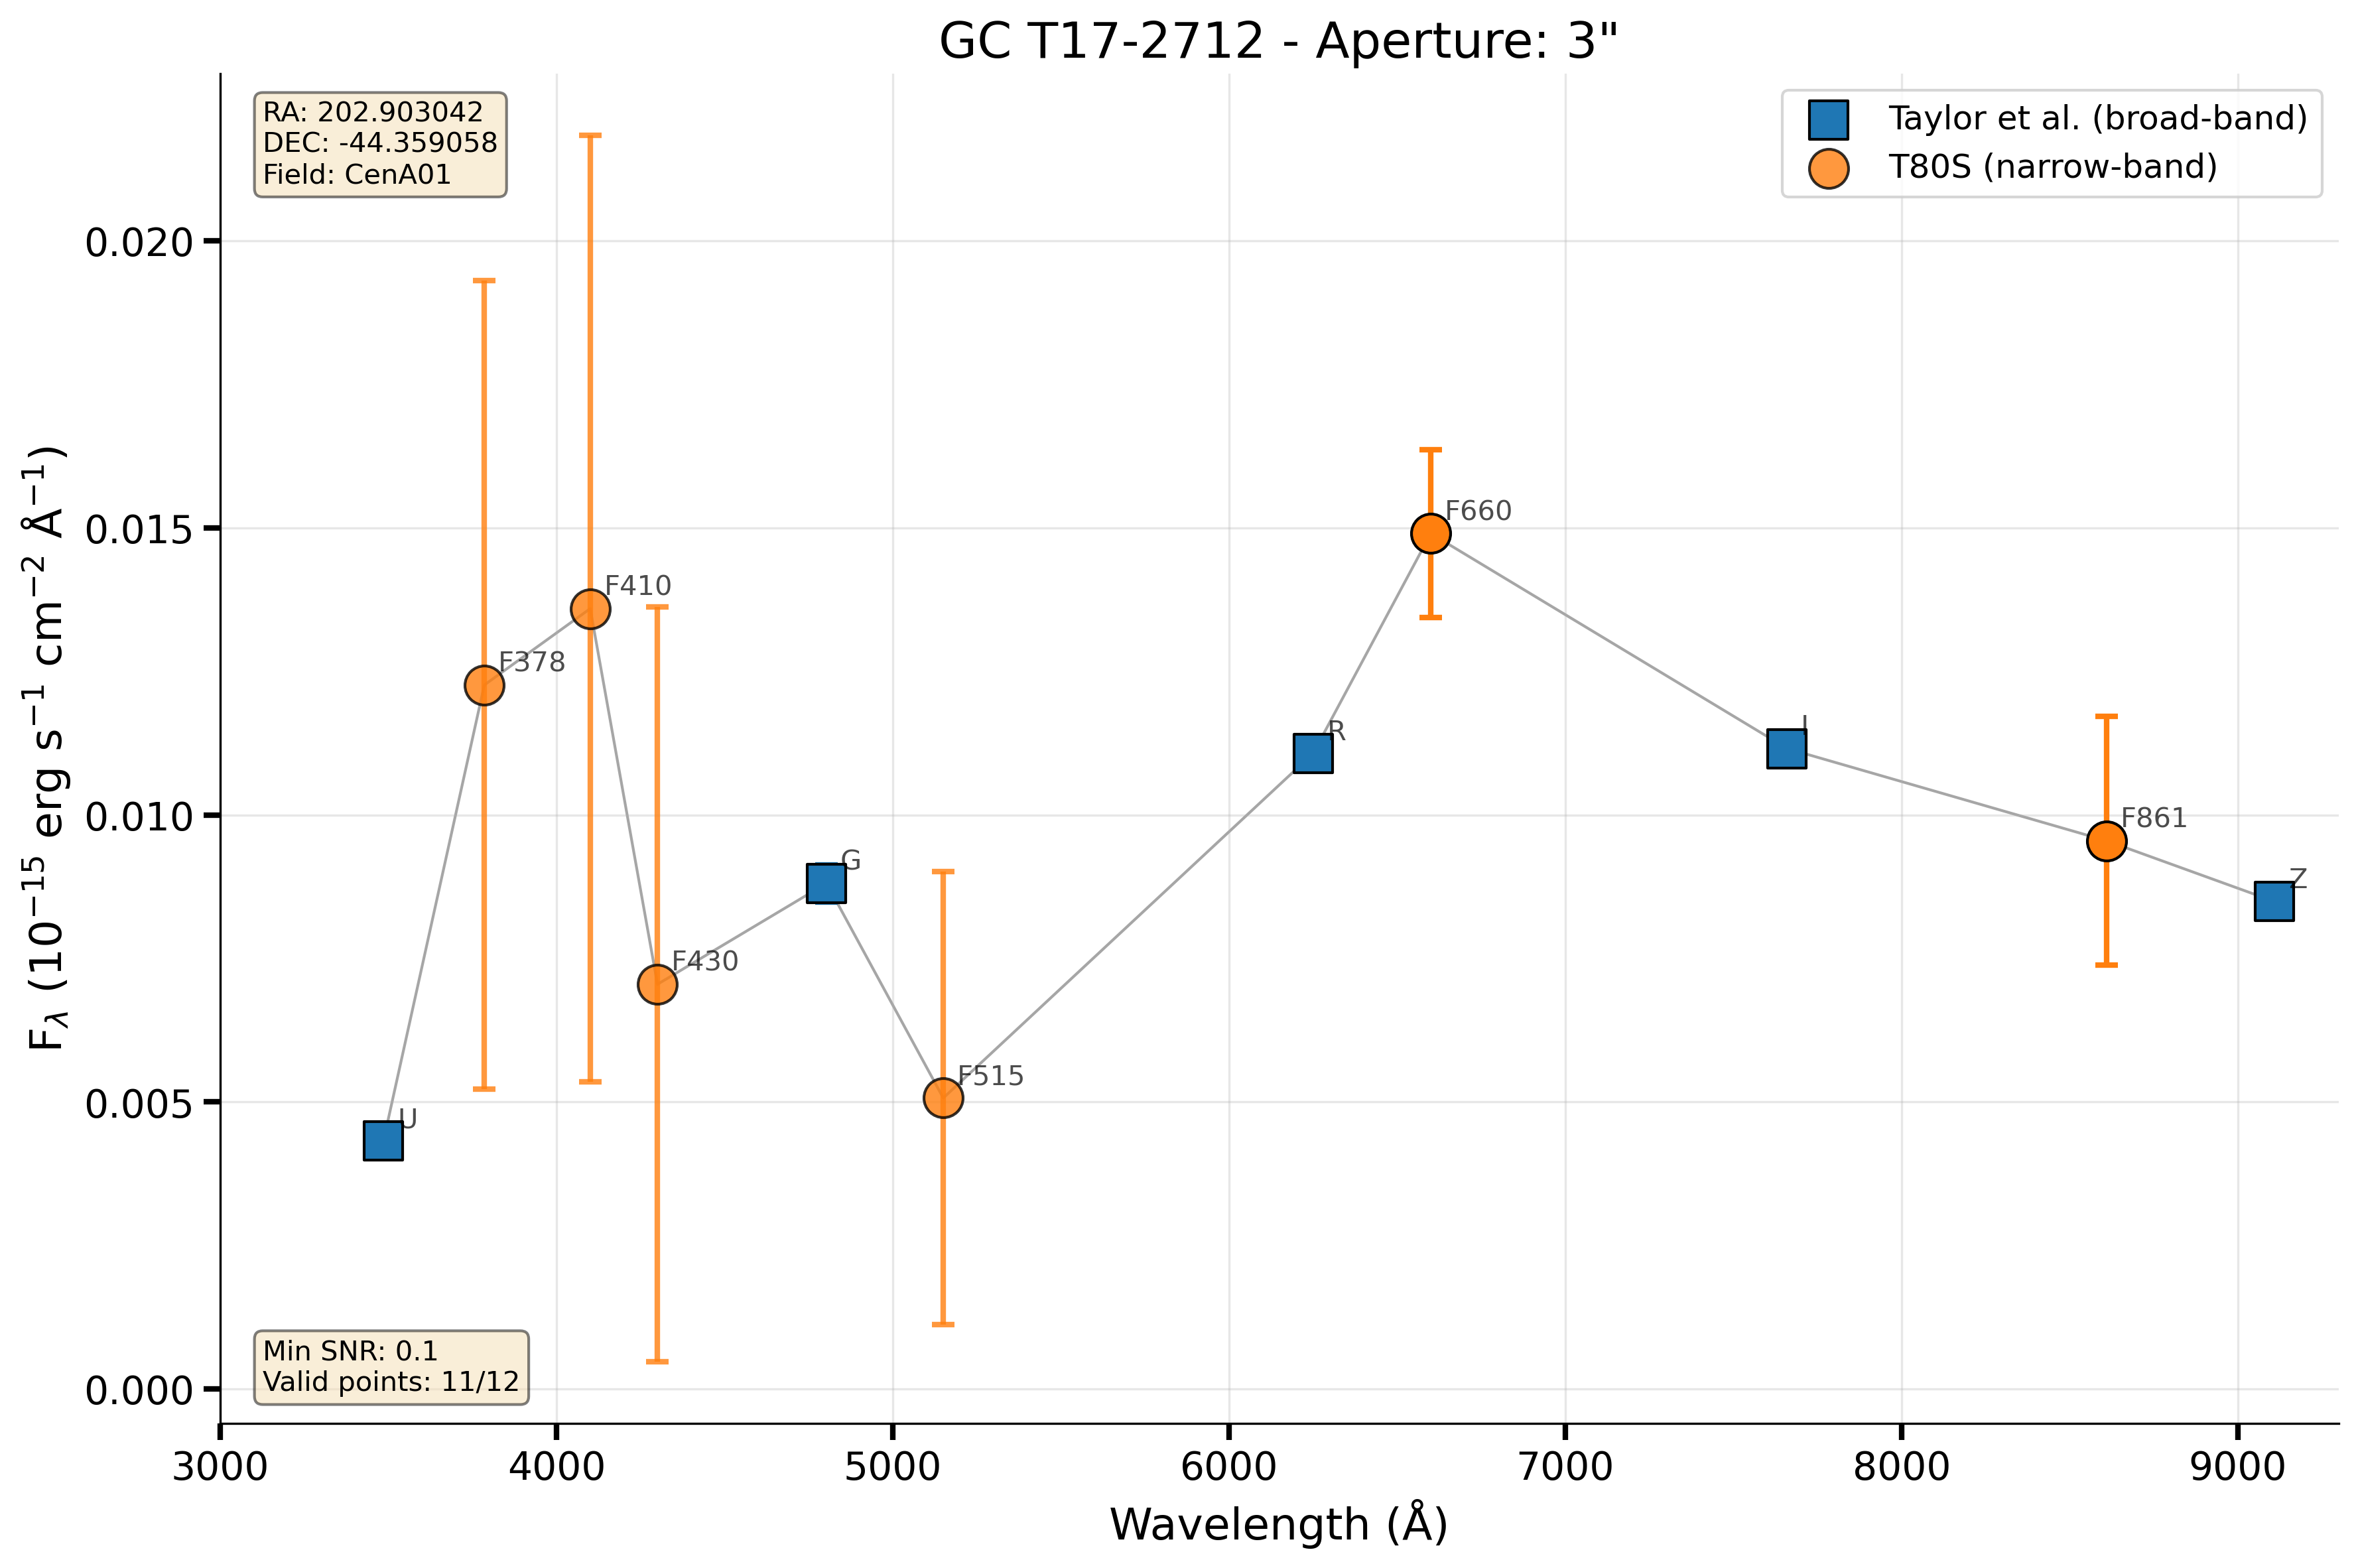 GC T17-2712 - Aperture: 3"
RA: 202.903042
DEC: -44.359058
Field: CenA01
Taylor et al. (broad-band)
T80S (narrow-band)
F_λ (10⁻¹⁵ erg s⁻¹ cm⁻² Å⁻¹)
0.020
0.015
0.010
0.005
0.000
U
F378
F410
F430
G
F515
R
F660
I
F861
Z
Min SNR: 0.1
Valid points: 11/12
3000 4000 5000 6000 7000 8000 9000
Wavelength (Å)